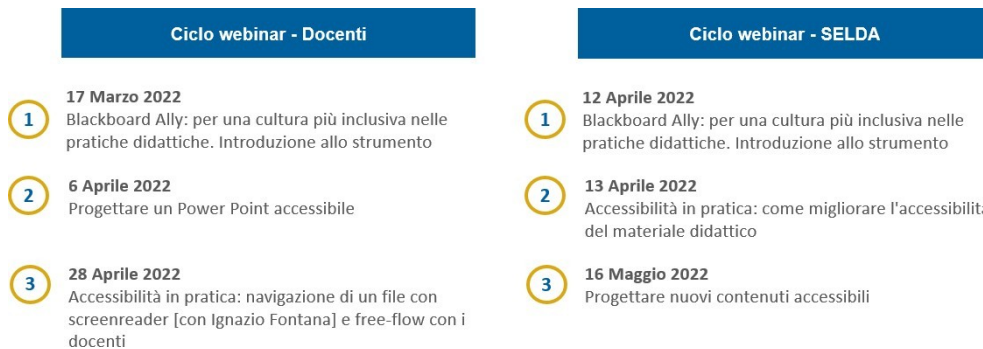 Ciclo webinar - Docenti
1
17 Marzo 2022
Blackboard Ally: per una cultura più inclusiva nelle
pratiche didattiche. Introduzione allo strumento
2
6 Aprile 2022
Progettare un Power Point accessibile
3
28 Aprile 2022
Accessibilità in pratica: navigazione di un file con
screenreader [con Ignazio Fontana] e free-flow con i
docenti
Ciclo webinar - SELDA
1
12 Aprile 2022
Blackboard Ally: per una cultura più inclusiva nelle
pratiche didattiche. Introduzione allo strumento
2
13 Aprile 2022
Accessibilità in pratica: come migliorare l'accessibilità
del materiale didattico
3
16 Maggio 2022
Progettare nuovi contenuti accessibili